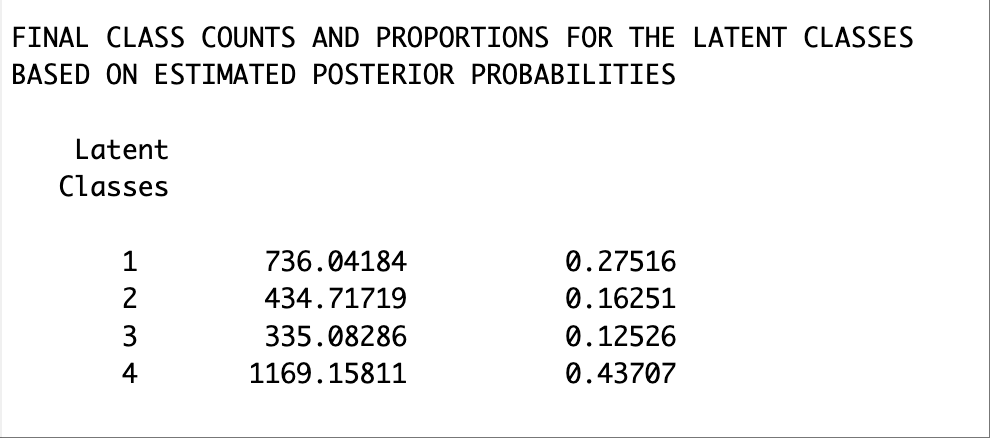 FINAL CLASS COUNTS AND PROPORTIONS FOR THE LATENT CLASSES
BASED ON ESTIMATED POSTERIOR PROBABILITIES
Latent
Classes
1 736.04184 0.27516
2 434.71719 0.16251
3 335.08286 0.12526
4 1169.15811 0.43707